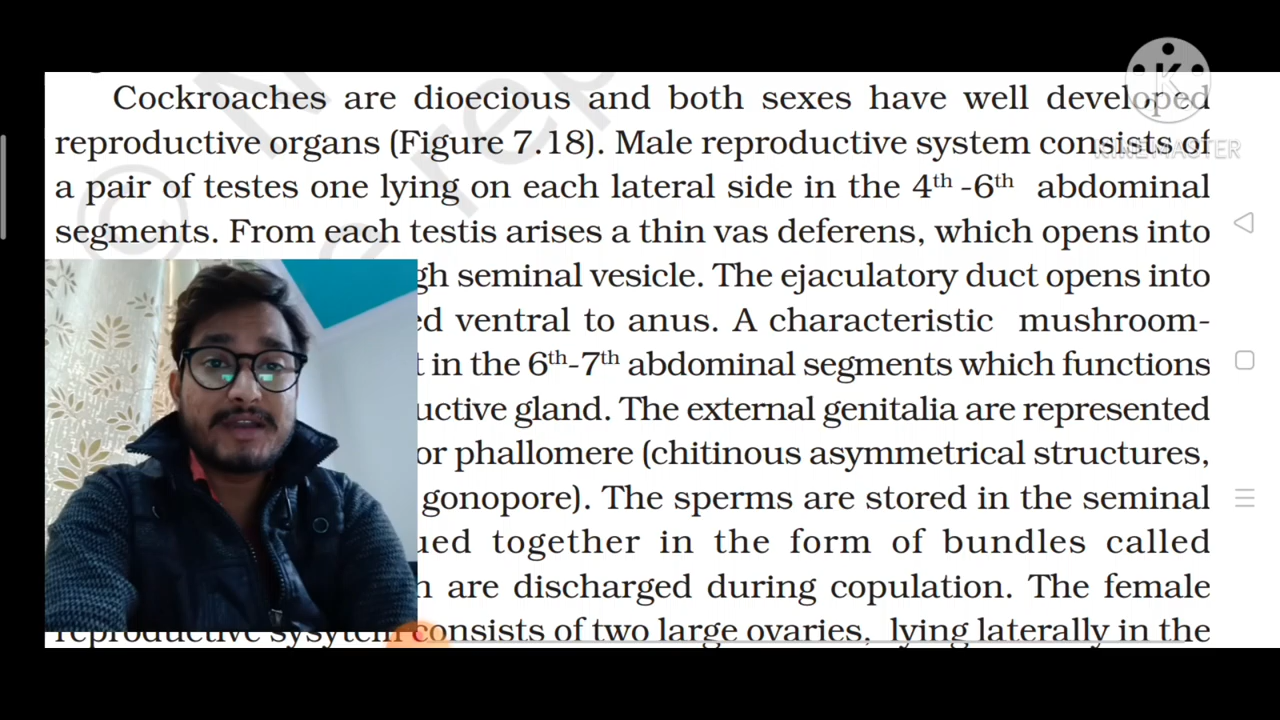 Cockroaches are dioecious and both sexes have well developed
reproductive organs (Figure 7.18). Male reproductive system consists of
a pair of testes one lying on each lateral side in the 4th -6th abdominal
segments. From each testis arises a thin vas deferens, which opens into
gh seminal vesicle. The ejaculatory duct opens into
ed ventral to anus. A characteristic mushroom-
t in the 6th-7th abdominal segments which functions
uctive gland. The external genitalia are represented
or phallomere (chitinous asymmetrical structures,
gonopore). The sperms are stored in the seminal
ued together in the form of bundles called
n are discharged during copulation. The female
reproductive sysytem consists of two large ovaries, lying laterally in the
K
KINEMASTER
© N
e rep